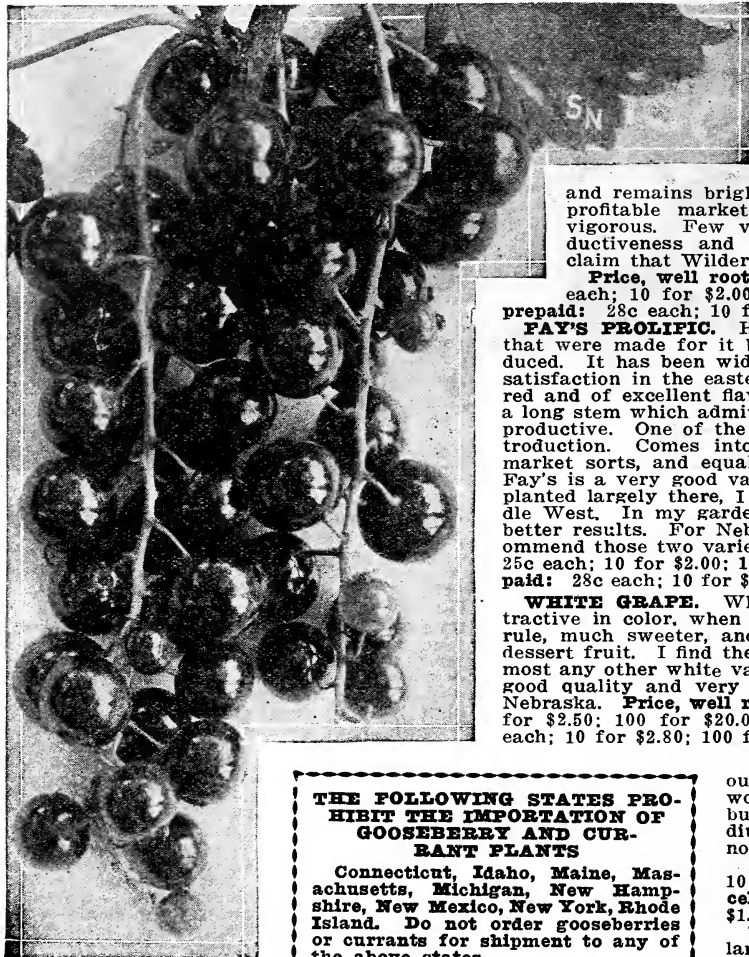 SN
and remains brigh
profitable market
vigorous. Few v
ductiveness and
claim that Wilder
Price, well root
each; 10 for $2.00
prepaid: 28c each; 10 f
FAY'S PROLIFIC.
that were made for it
duced. It has been wid
satisfaction in the easte
red and of excellent fla
a long stem which admi
productive. One of the
troduction. Comes into
market sorts, and equal
Fay's is a very good va
planted largely there, I
dle West. In my garde
better results. For Neb
ommend those two varie
25c each; 10 for $2.00; 1
paid: 28c each; 10 for $
WHITE GRAPE. Wh
tractive in color, when
rule, much sweeter, and
dessert fruit. I find the
most any other white va
good quality and very
Nebraska. Price, well r
for $2.50; 100 for $20.0
each; 10 for $2.80; 100 f
THE FOLLOWING STATES PRO-
HIBIT THE IMPORTATION OF
GOOSEBERRY AND CUR-
RANT PLANTS
Connecticut, Idaho, Maine, Mas-
sachusetts, Michigan, New Hamp-
shire, New Mexico, New York, Rhode
Island. Do not order gooseberries
or currants for shipment to any of
the above states
ou
wo
bu
dit
no
10
cel
$1.
lar